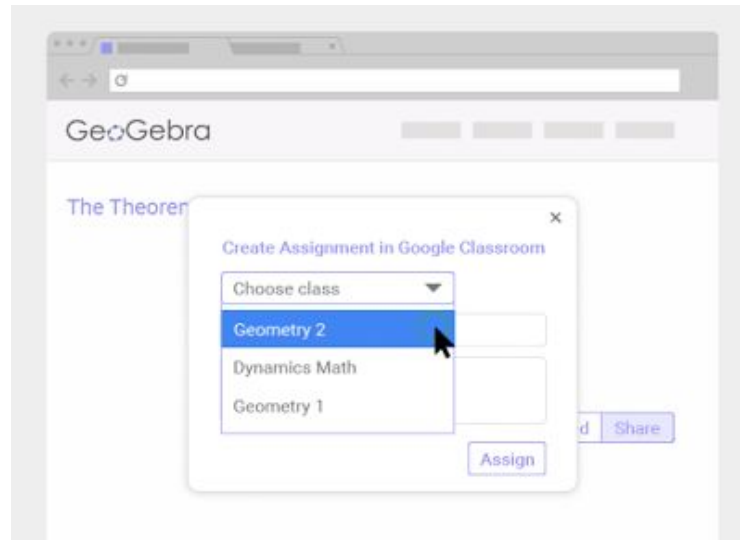 GeoGebra
The Theorem
Create Assignment in Google Classroom
Choose class
Geometry 2
Dynamics Math
Geometry 1
d Share
Assign